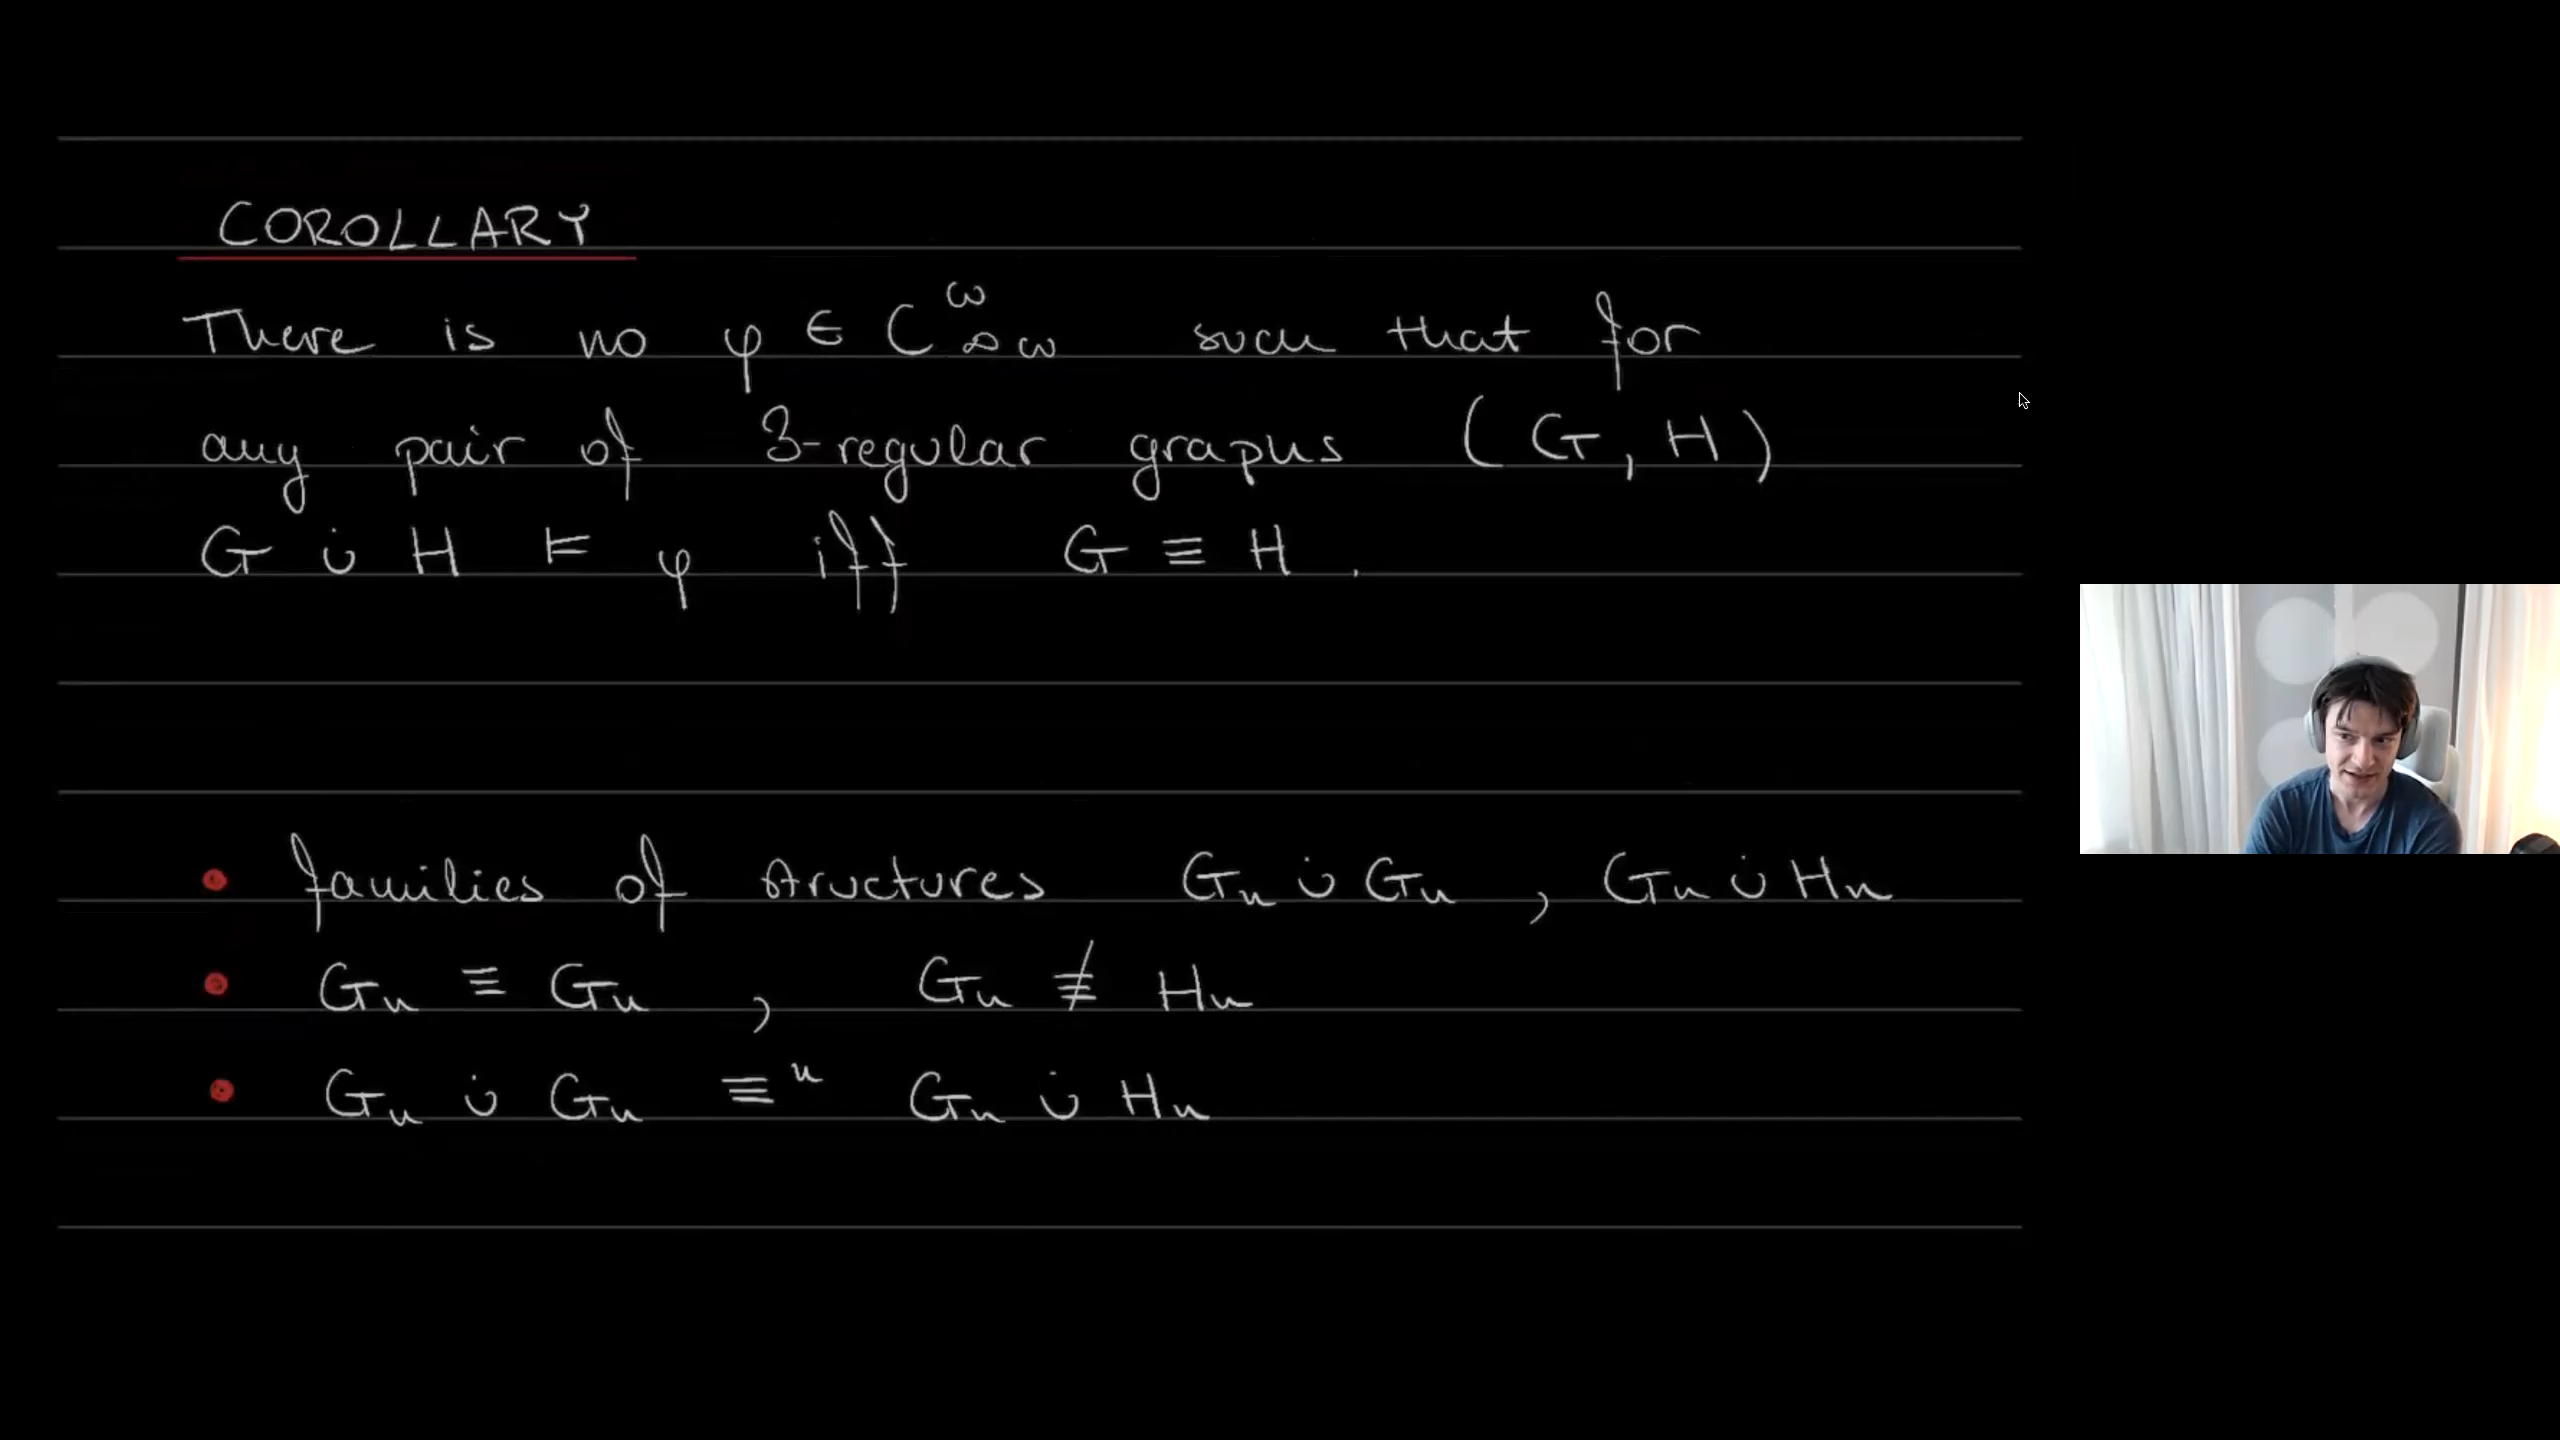 COROLLARY
There is no φ ∈ C^ω_∞ω such that for
any pair of 3-regular graphs (G, H)
G ⊍ H ⊨ φ iff G ≡ H .
• families of structures Gₙ ⊍ Gₙ , Gₙ ⊍ Hₙ
• Gₙ ≡ Gₙ , Gₙ ≢ Hₙ
• Gₙ ⊍ Gₙ ≡ⁿ Gₙ ⊍ Hₙ